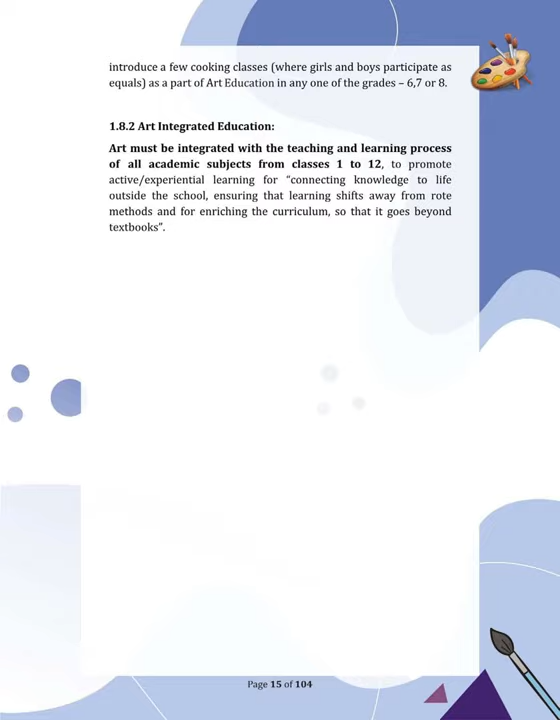 introduce a few cooking classes (where girls and boys participate as
equals) as a part of Art Education in any one of the grades – 6,7 or 8.
1.8.2 Art Integrated Education:
Art must be integrated with the teaching and learning process
of all academic subjects from classes 1 to 12, to promote
active/experiential learning for “connecting knowledge to life
outside the school, ensuring that learning shifts away from rote
methods and for enriching the curriculum, so that it goes beyond
textbooks”.
Page 15 of 104